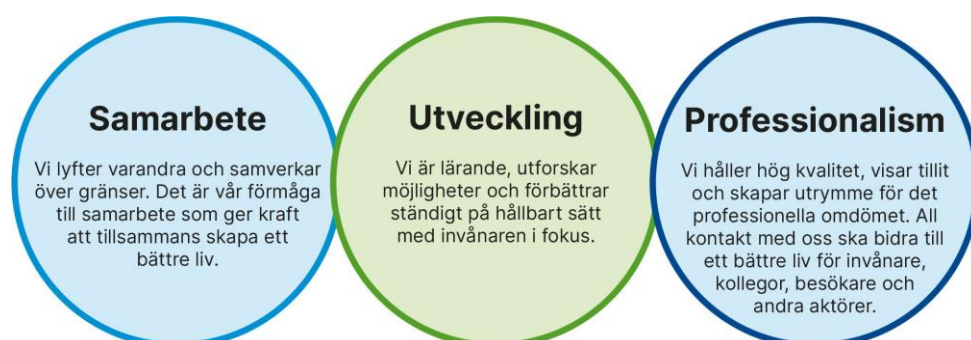 Samarbete
Vi lyfter varandra och samverkar
över gränser. Det är vår förmåga
till samarbete som ger kraft
att tillsammans skapa ett
bättre liv.
Utveckling
Vi är lärande, utforskar
möjligheter och förbättrar
ständigt på hållbart sätt
med invånaren i fokus.
Professionalism
Vi håller hög kvalitet, visar tillit
och skapar utrymme för det
professionella omdömet. All
kontakt med oss ska bidra till
ett bättre liv för invånare,
kollegor, besökare och
andra aktörer.